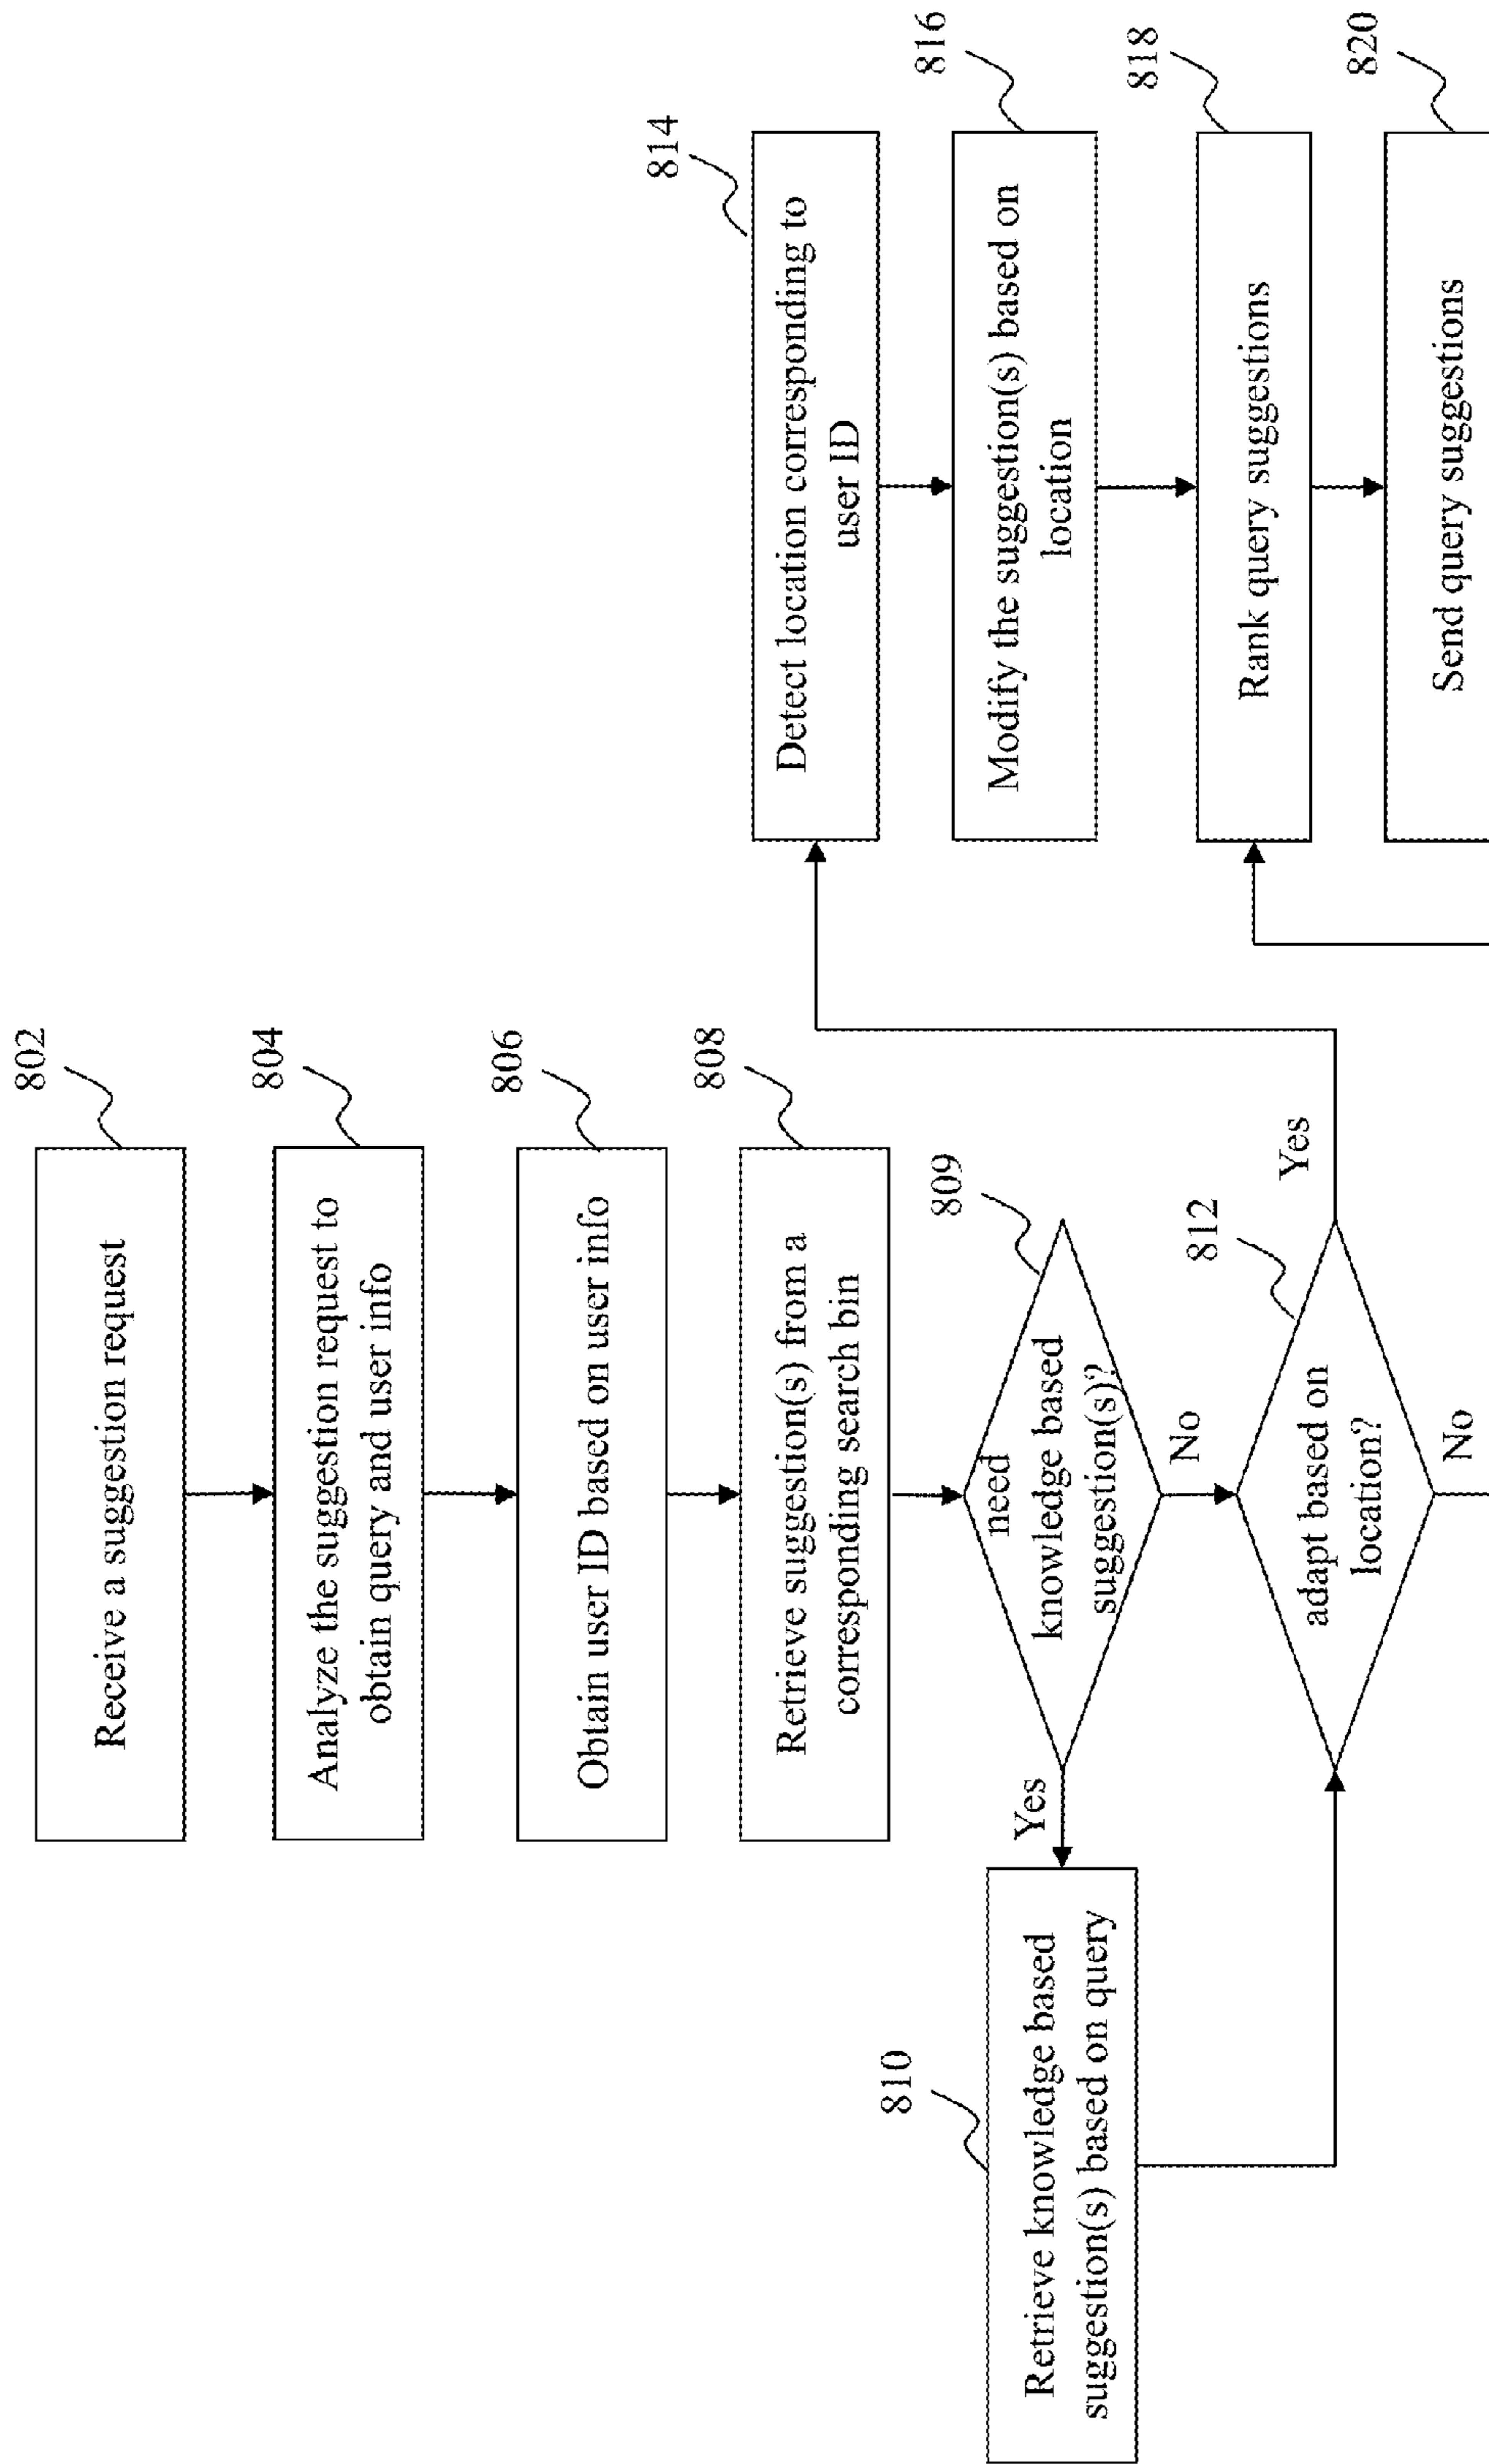 802
Receive a suggestion request
804
Analyze the suggestion request to
obtain query and user info
806
Obtain user ID based on user info
808
Retrieve suggestion(s) from a
corresponding search bin
809
need
knowledge based
suggestion(s)?
Yes
No
810
Retrieve knowledge based
suggestion(s) based on query
812
adapt based on
location?
Yes
No
814
Detect location corresponding to
user ID
816
Modify the suggestion(s) based on
location
818
Rank query suggestions
820
Send query suggestions